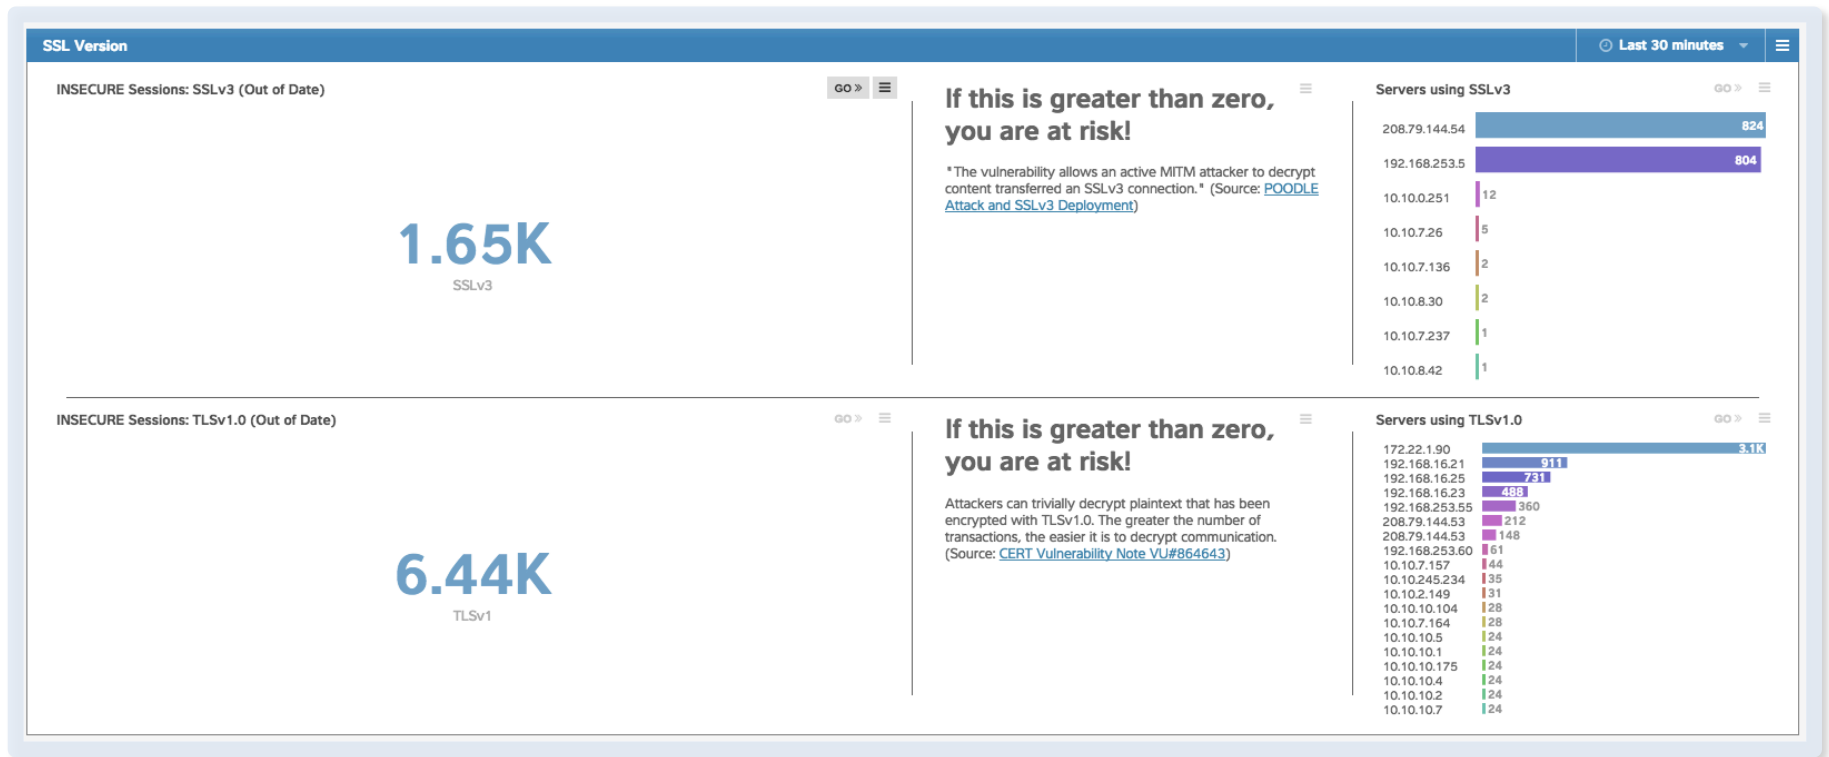 SSL Version
Last 30 minutes
INSECURE Sessions: SSLv3 (Out of Date)
GO »
1.65K
SSLv3
If this is greater than zero,
you are at risk!
"The vulnerability allows an active MITM attacker to decrypt
content transferred an SSLv3 connection." (Source: POODLE
Attack and SSLv3 Deployment)
Servers using SSLv3
GO »
208.79.144.54 824
192.168.253.5 804
10.10.0.251 12
10.10.7.26 5
10.10.7.136 2
10.10.8.30 2
10.10.7.237 1
10.10.8.42 1
INSECURE Sessions: TLSv1.0 (Out of Date)
GO »
6.44K
TLSv1
If this is greater than zero,
you are at risk!
Attackers can trivially decrypt plaintext that has been
encrypted with TLSv1.0. The greater the number of
transactions, the easier it is to decrypt communication.
(Source: CERT Vulnerability Note VU#864643)
Servers using TLSv1.0
GO »
172.22.1.90 3.1K
192.168.16.21 911
192.168.16.25 731
192.168.16.23 488
192.168.253.55 360
208.79.144.53 212
208.79.144.53 148
192.168.253.60 61
10.10.7.157 44
10.10.245.234 35
10.10.2.149 31
10.10.10.104 28
10.10.7.164 28
10.10.10.5 24
10.10.10.1 24
10.10.10.175 24
10.10.10.4 24
10.10.10.2 24
10.10.10.7 24